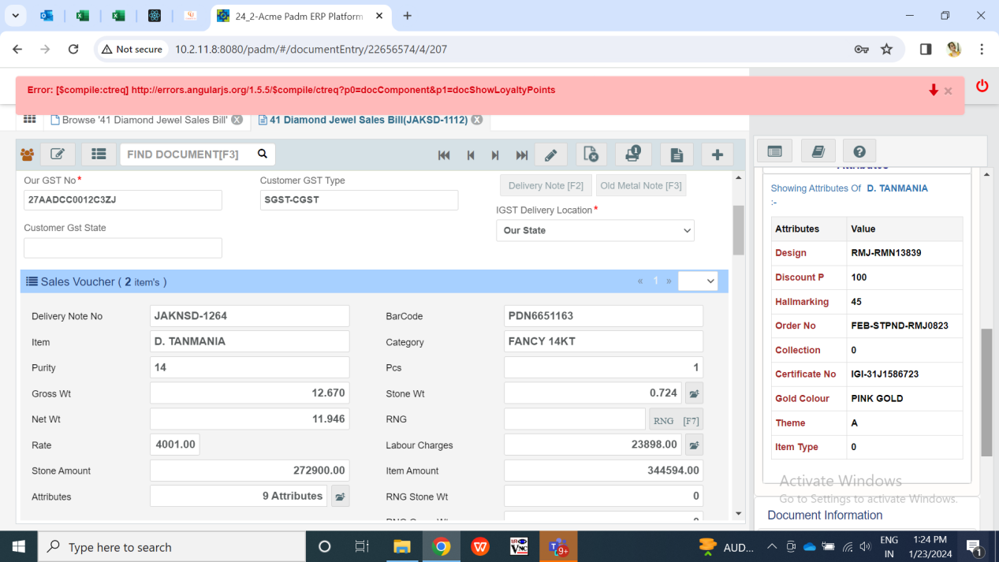 24_2-Acme Padm ERP Platform
Not secure
10.2.11.8:8080/padm/#/documentEntry/22656574/4/207
Error: [$compile:ctreq] http://errors.angularjs.org/1.5.5/$compile/ctreq?p0=docComponent&p1=docShowLoyaltyPoints
Browse '41 Diamond Jewel Sales Bill'
41 Diamond Jewel Sales Bill(JAKSD-1112)
FIND DOCUMENT[F3]
1
Our GST No*
27AADCC0012C3ZJ
Customer GST Type
SGST-CGST
Delivery Note [F2]
Old Metal Note [F3]
IGST Delivery Location*
Our State
Customer Gst State
Sales Voucher ( 2 item's )
« 1 »
Delivery Note No JAKNSD-1264
BarCode PDN6651163
Item D. TANMANIA
Category FANCY 14KT
Purity 14
Pcs 1
Gross Wt 12.670
Stone Wt 0.724
Net Wt 11.946
RNG RNG [F7]
Rate 4001.00
Labour Charges 23898.00
Stone Amount 272900.00
Item Amount 344594.00
Attributes 9 Attributes
RNG Stone Wt 0
Attributes
Showing Attributes Of D. TANMANIA
:-
Attributes Value
Design RMJ-RMN13839
Discount P 100
Hallmarking 45
Order No FEB-STPND-RMJ0823
Collection 0
Certificate No IGI-31J1586723
Gold Colour PINK GOLD
Theme A
Item Type 0
Activate Windows
Go to Settings to activate Windows.
Document Information
Type here to search
9+
AUD...
ENG
IN
1:24 PM
1/23/2024
1